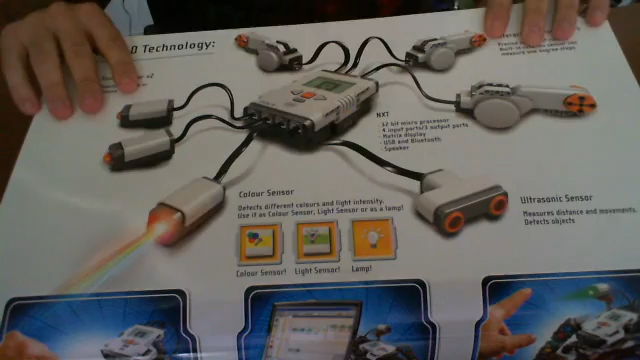 D Technology:
x2
NXT
- 32 bit micro processor
- 4 input ports/3 output ports
- Matrix display
- USB and Bluetooth
- Speaker
Colour Sensor
Detects different colours and light intensity.
Use it as Colour Sensor, Light Sensor or as a lamp!
Colour Sensor!
Light Sensor!
Lamp!
Ultrasonic Sensor
Measures distance and movements.
Detects objects